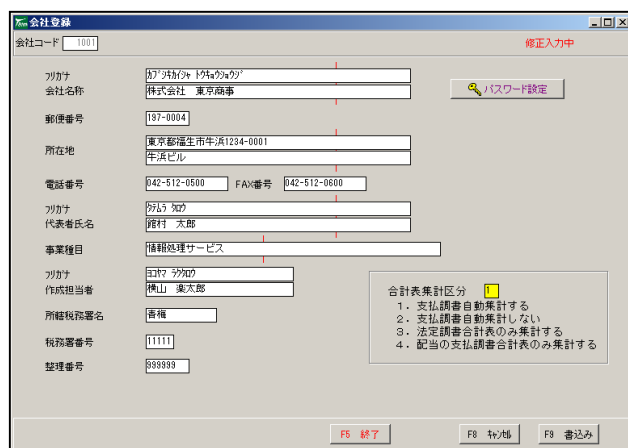 会社登録
会社コード 1001
修正入力中
フリガナ ｶﾌﾞｼｷｶｲｼｬ ﾄｳｷｮｳｼｮｳｼﾞ
会社名称 株式会社 東京商事
パスワード設定
郵便番号 197-0004
所在地 東京都福生市牛浜1234-0001
牛浜ビル
電話番号 042-512-0500 FAX番号 042-512-0600
フリガナ ﾀﾃﾑﾗ ﾀﾛｳ
代表者氏名 館村 太郎
事業種目 情報処理サービス
フリガナ ﾖｺﾔﾏ ﾗｸﾀﾛｳ
作成担当者 横山 楽太郎
所轄税務署名 青梅
税務署番号 11111
整理番号 999999
合計表集計区分 1
1．支払調書自動集計する
2．支払調書自動集計しない
3．法定調書合計表のみ集計する
4．配当の支払調書合計表のみ集計する
F5 終了 F8 ｷｬﾝｾﾙ F9 書込み